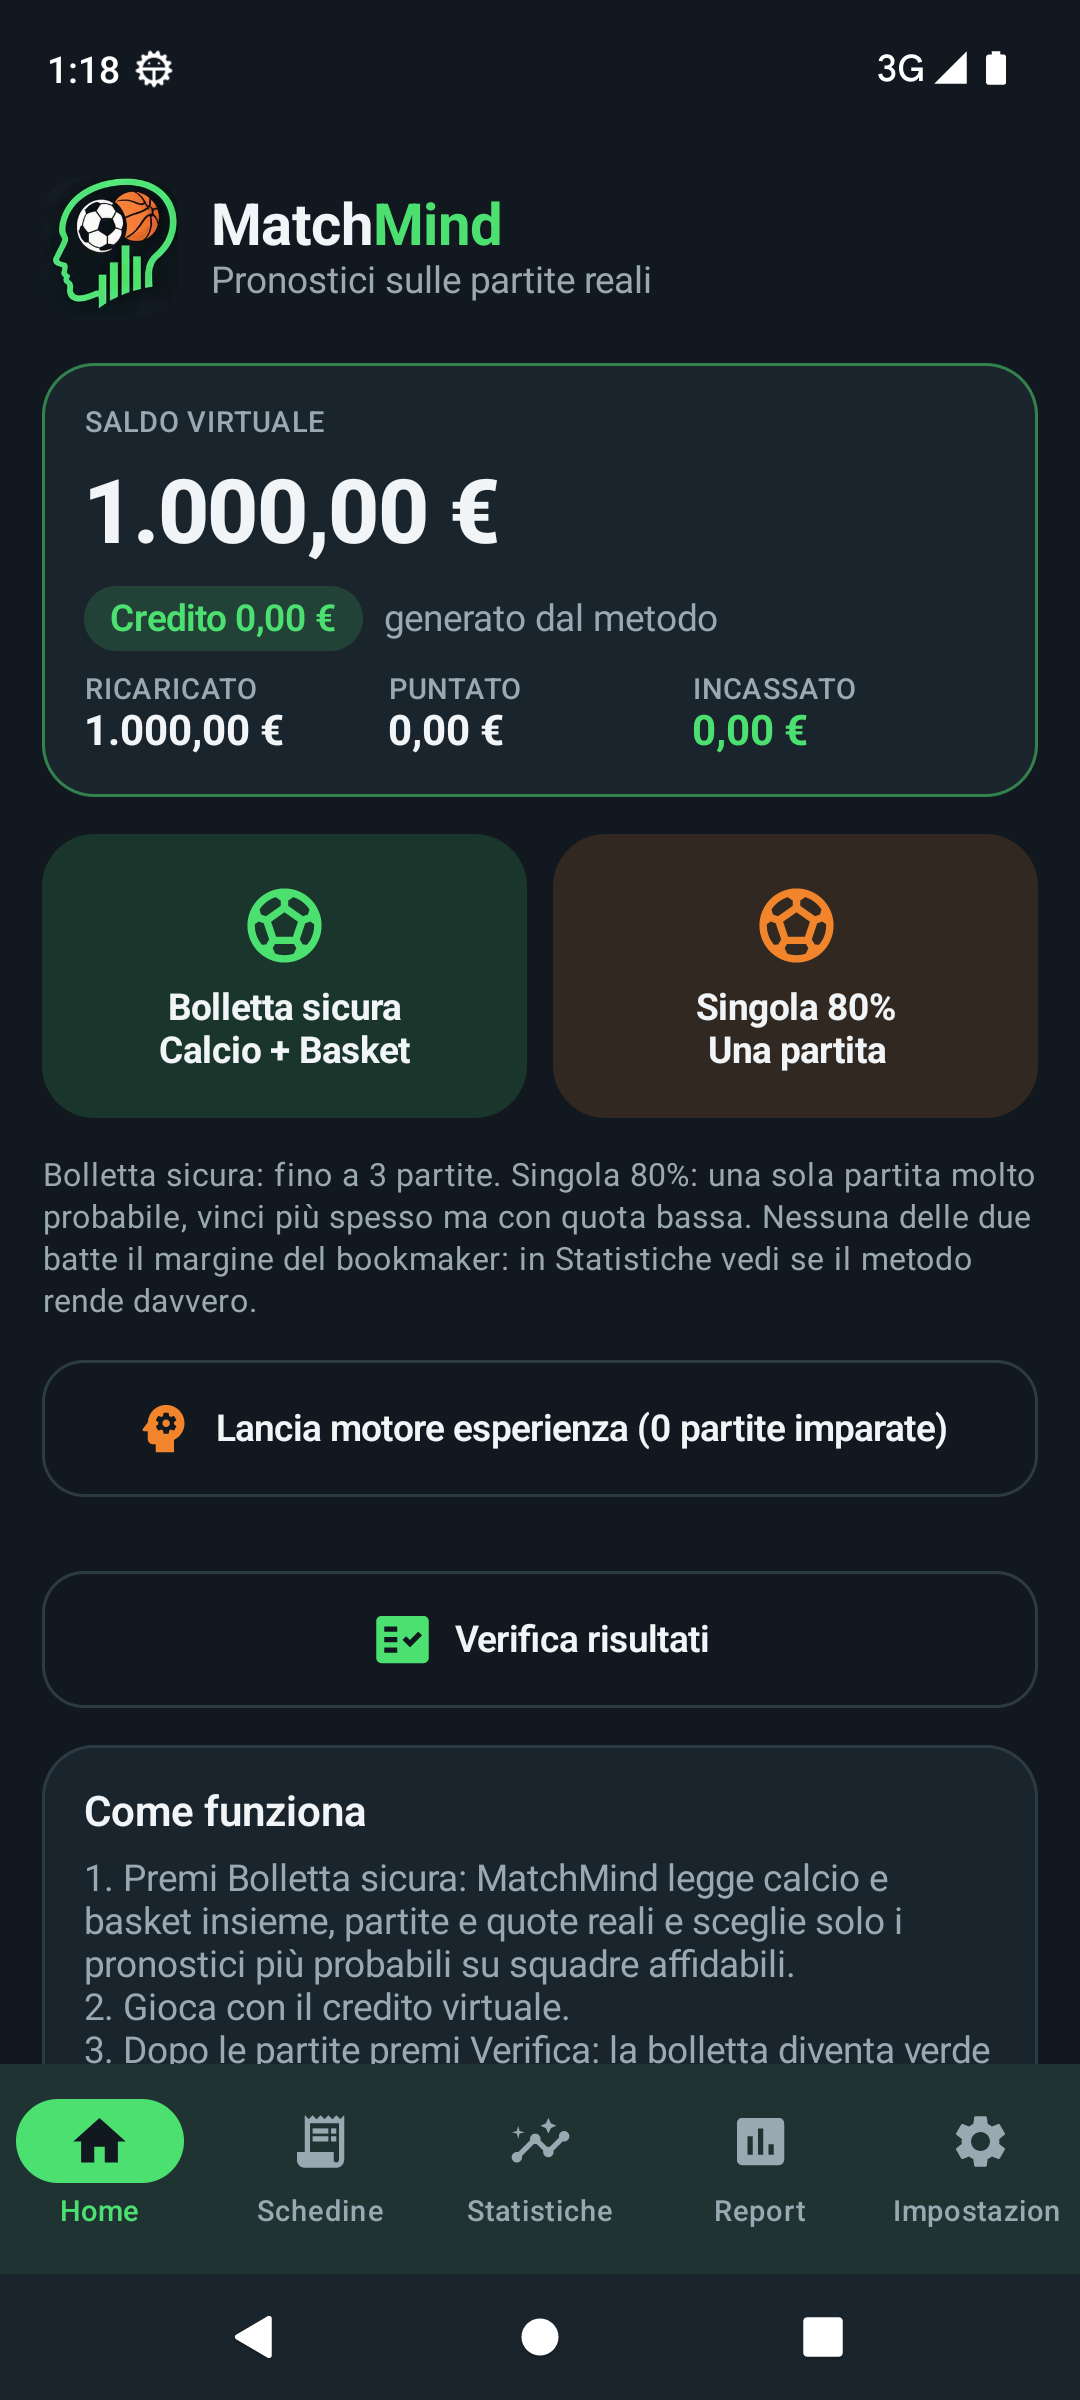 1:18
3G
MatchMind
Pronostici sulle partite reali
SALDO VIRTUALE
1.000,00 €
Credito 0,00 € generato dal metodo
RICARICATO PUNTATO INCASSATO
1.000,00 € 0,00 € 0,00 €
Bolletta sicura
Calcio + Basket
Singola 80%
Una partita
Bolletta sicura: fino a 3 partite. Singola 80%: una sola partita molto
probabile, vinci più spesso ma con quota bassa. Nessuna delle due
batte il margine del bookmaker: in Statistiche vedi se il metodo
rende davvero.
Lancia motore esperienza (0 partite imparate)
Verifica risultati
Come funziona
1. Premi Bolletta sicura: MatchMind legge calcio e
basket insieme, partite e quote reali e sceglie solo i
pronostici più probabili su squadre affidabili.
2. Gioca con il credito virtuale.
3. Dopo le partite premi Verifica: la bolletta diventa verde
Home Schedine Statistiche Report Impostazion